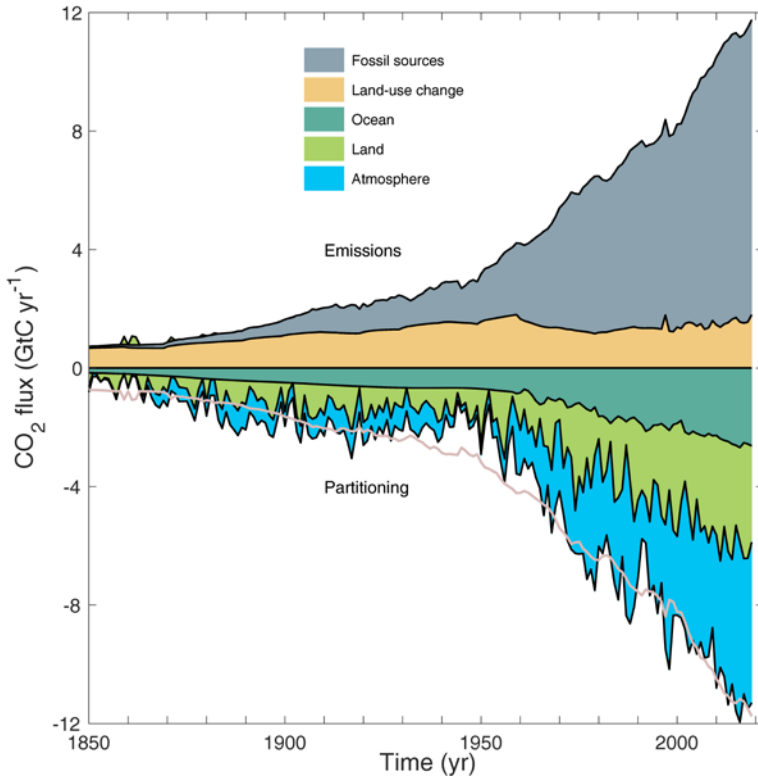 12
Fossil sources
Land-use change
Ocean
Land
Atmosphere
8
Emissions
4
0
CO2 flux (GtC yr-1)
Partitioning
-4
-8
-12
1850
1900
1950
2000
Time (yr)